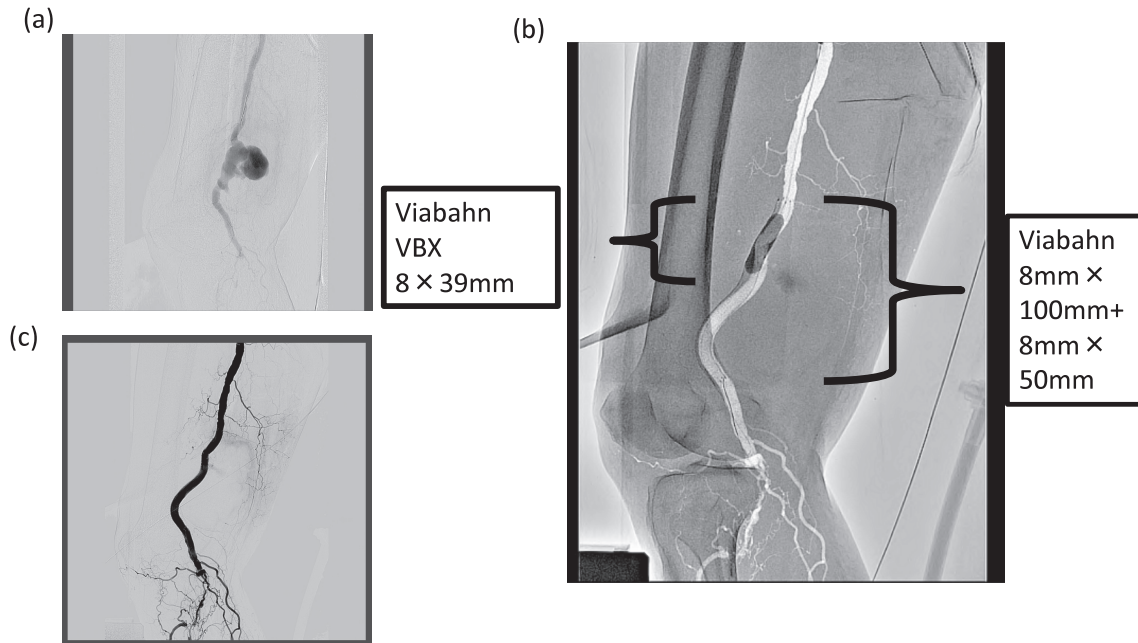 (a)
(b)
Viabahn
VBX
8 × 39mm
Viabahn
8mm ×
100mm+
8mm ×
50mm
(c)